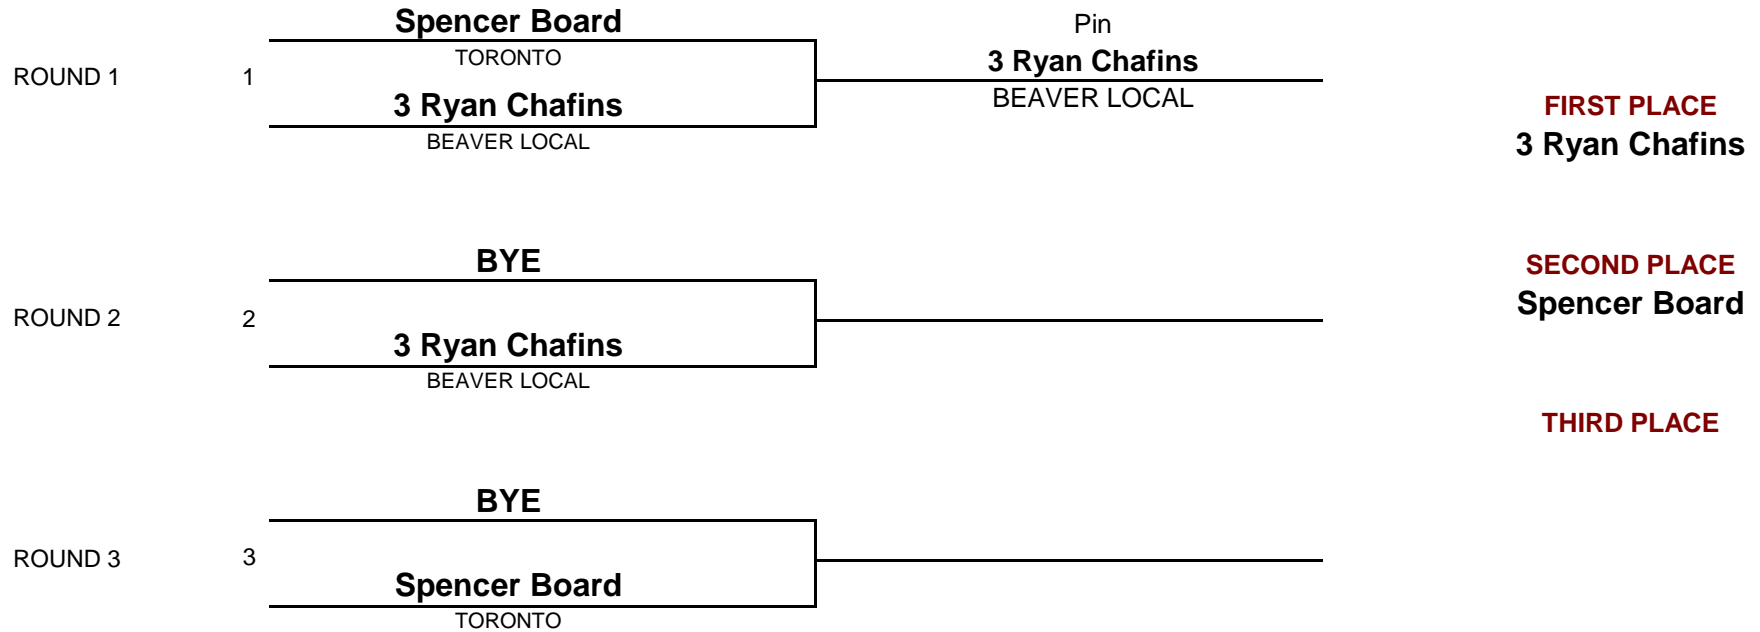 Spencer Board
TORONTO
ROUND 1
1
3 Ryan Chafins
BEAVER LOCAL
Pin
3 Ryan Chafins
BEAVER LOCAL
FIRST PLACE
3 Ryan Chafins
BYE
ROUND 2
2
3 Ryan Chafins
BEAVER LOCAL
SECOND PLACE
Spencer Board
THIRD PLACE
BYE
ROUND 3
3
Spencer Board
TORONTO